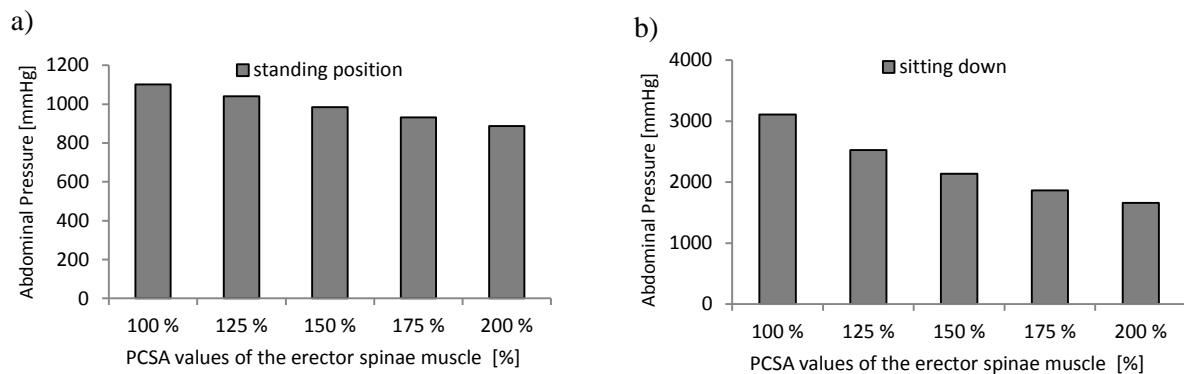 a)
standing position
Abdominal Pressure [mmHg]
1200
1000
800
600
400
200
0
100 % 125 % 150 % 175 % 200 %
PCSA values of the erector spinae muscle [%]
b)
sitting down
Abdominal Pressure [mmHg]
4000
3000
2000
1000
0
100 % 125 % 150 % 175 % 200 %
PCSA values of the erector spinae muscle [%]